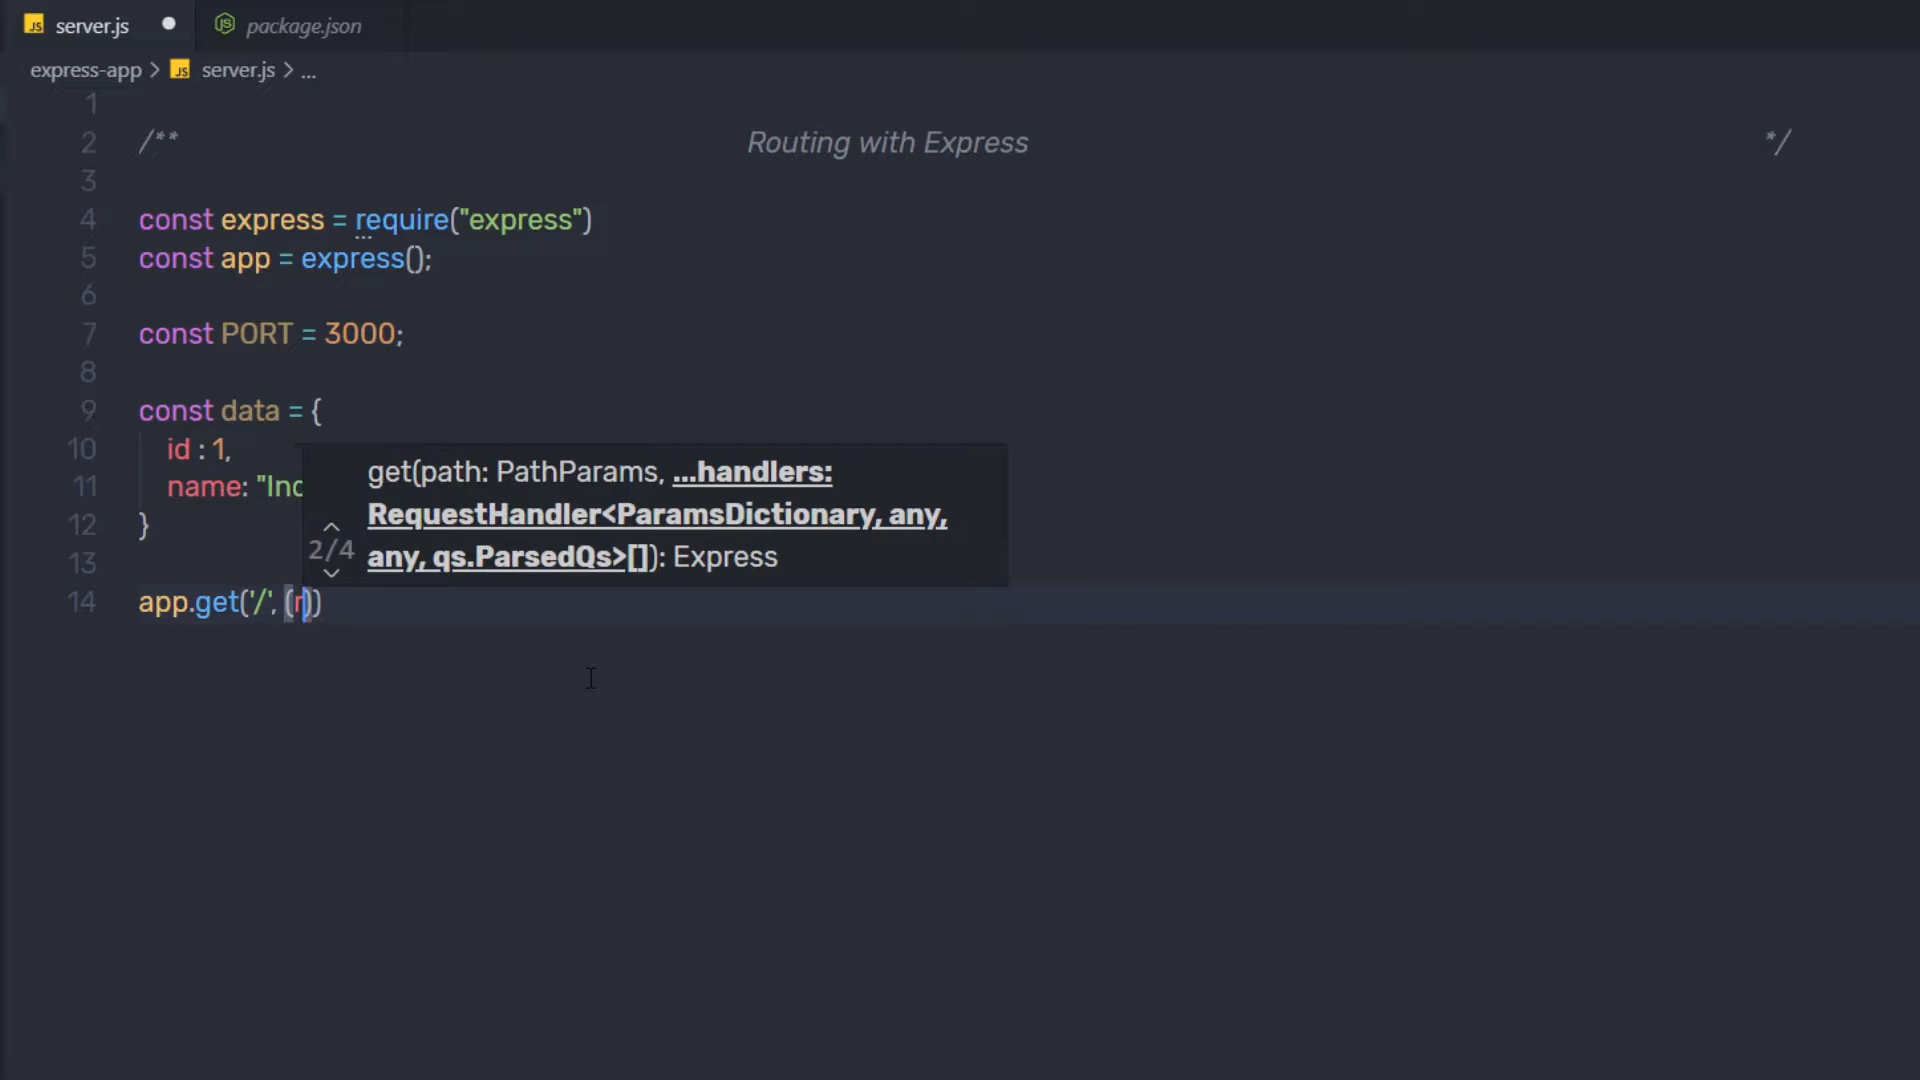 server.js
package.json
express-app > JS server.js > ...
1
2 /** Routing with Express */
3
4 const express = require("express")
5 const app = express();
6
7 const PORT = 3000;
8
9 const data = {
10 id : 1,
11 name: "Ind
12 }
13
14 app.get('/', (r))
get(path: PathParams, ...handlers:
RequestHandler<ParamsDictionary, any,
2/4 any, qs.ParsedQs>[]): Express